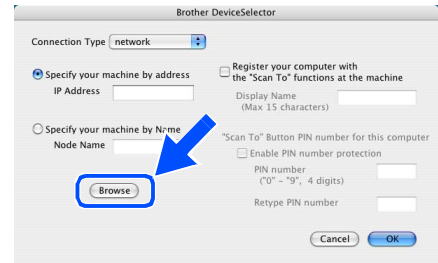 Brother DeviceSelector
Connection Type network
Specify your machine by address
IP Address
Specify your machine by Name
Node Name
Browse
Register your computer with
the "Scan To" functions at the machine
Display Name
(Max 15 characters)
"Scan To" Button PIN number for this computer
Enable PIN number protection
PIN number
("0" - "9", 4 digits)
Retype PIN number
Cancel OK